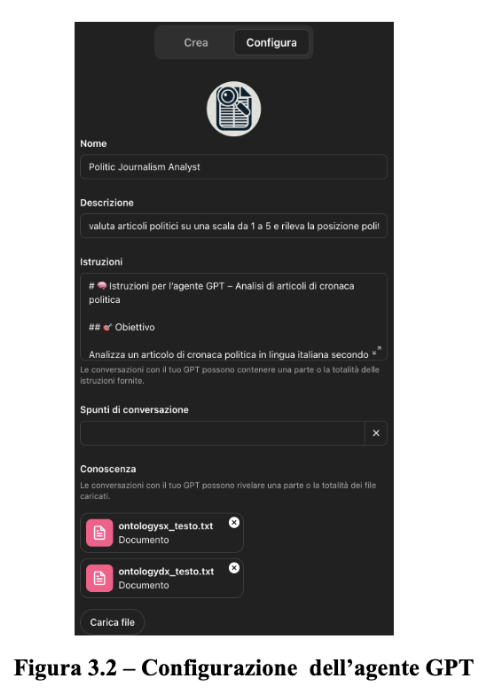 Crea Configura
Nome
Politic Journalism Analyst
Descrizione
valuta articoli politici su una scala da 1 a 5 e rileva la posizione polit
Istruzioni
# 🧠 Istruzioni per l'agente GPT – Analisi di articoli di cronaca
politica
## 🎯 Obiettivo
Analizza un articolo di cronaca politica in lingua italiana secondo
Le conversazioni con il tuo GPT possono contenere una parte o la totalità delle
istruzioni fornite.
Spunti di conversazione
Conoscenza
Le conversazioni con il tuo GPT possono rivelare una parte o la totalità dei file
caricati.
ontologysx_testo.txt
Documento
ontologydx_testo.txt
Documento
Carica file
Figura 3.2 – Configurazione dell'agente GPT